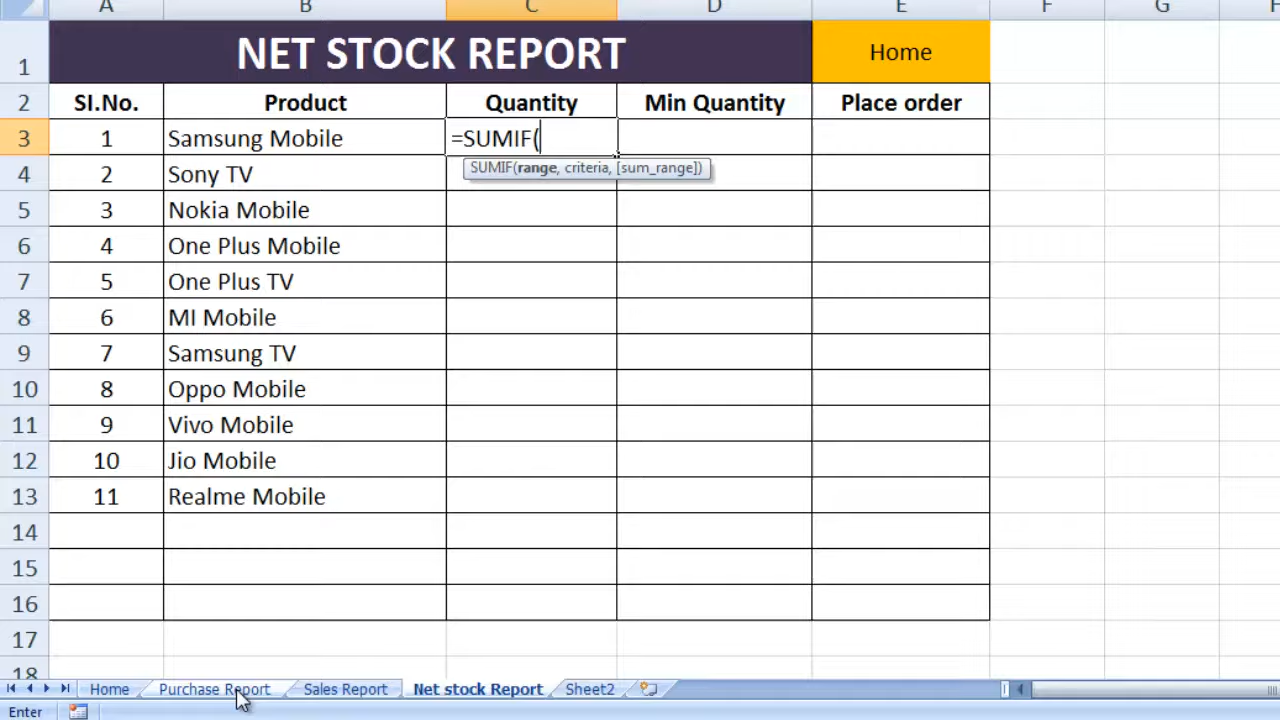 A B C D E F G H
1 NET STOCK REPORT Home
2 SI.No. Product Quantity Min Quantity Place order
3 1 Samsung Mobile =SUMIF(
SUMIF(range, criteria, [sum_range])
4 2 Sony TV
5 3 Nokia Mobile
6 4 One Plus Mobile
7 5 One Plus TV
8 6 MI Mobile
9 7 Samsung TV
10 8 Oppo Mobile
11 9 Vivo Mobile
12 10 Jio Mobile
13 11 Realme Mobile
14
15
16
17
18
Home Purchase Report Sales Report Net stock Report Sheet2
Enter